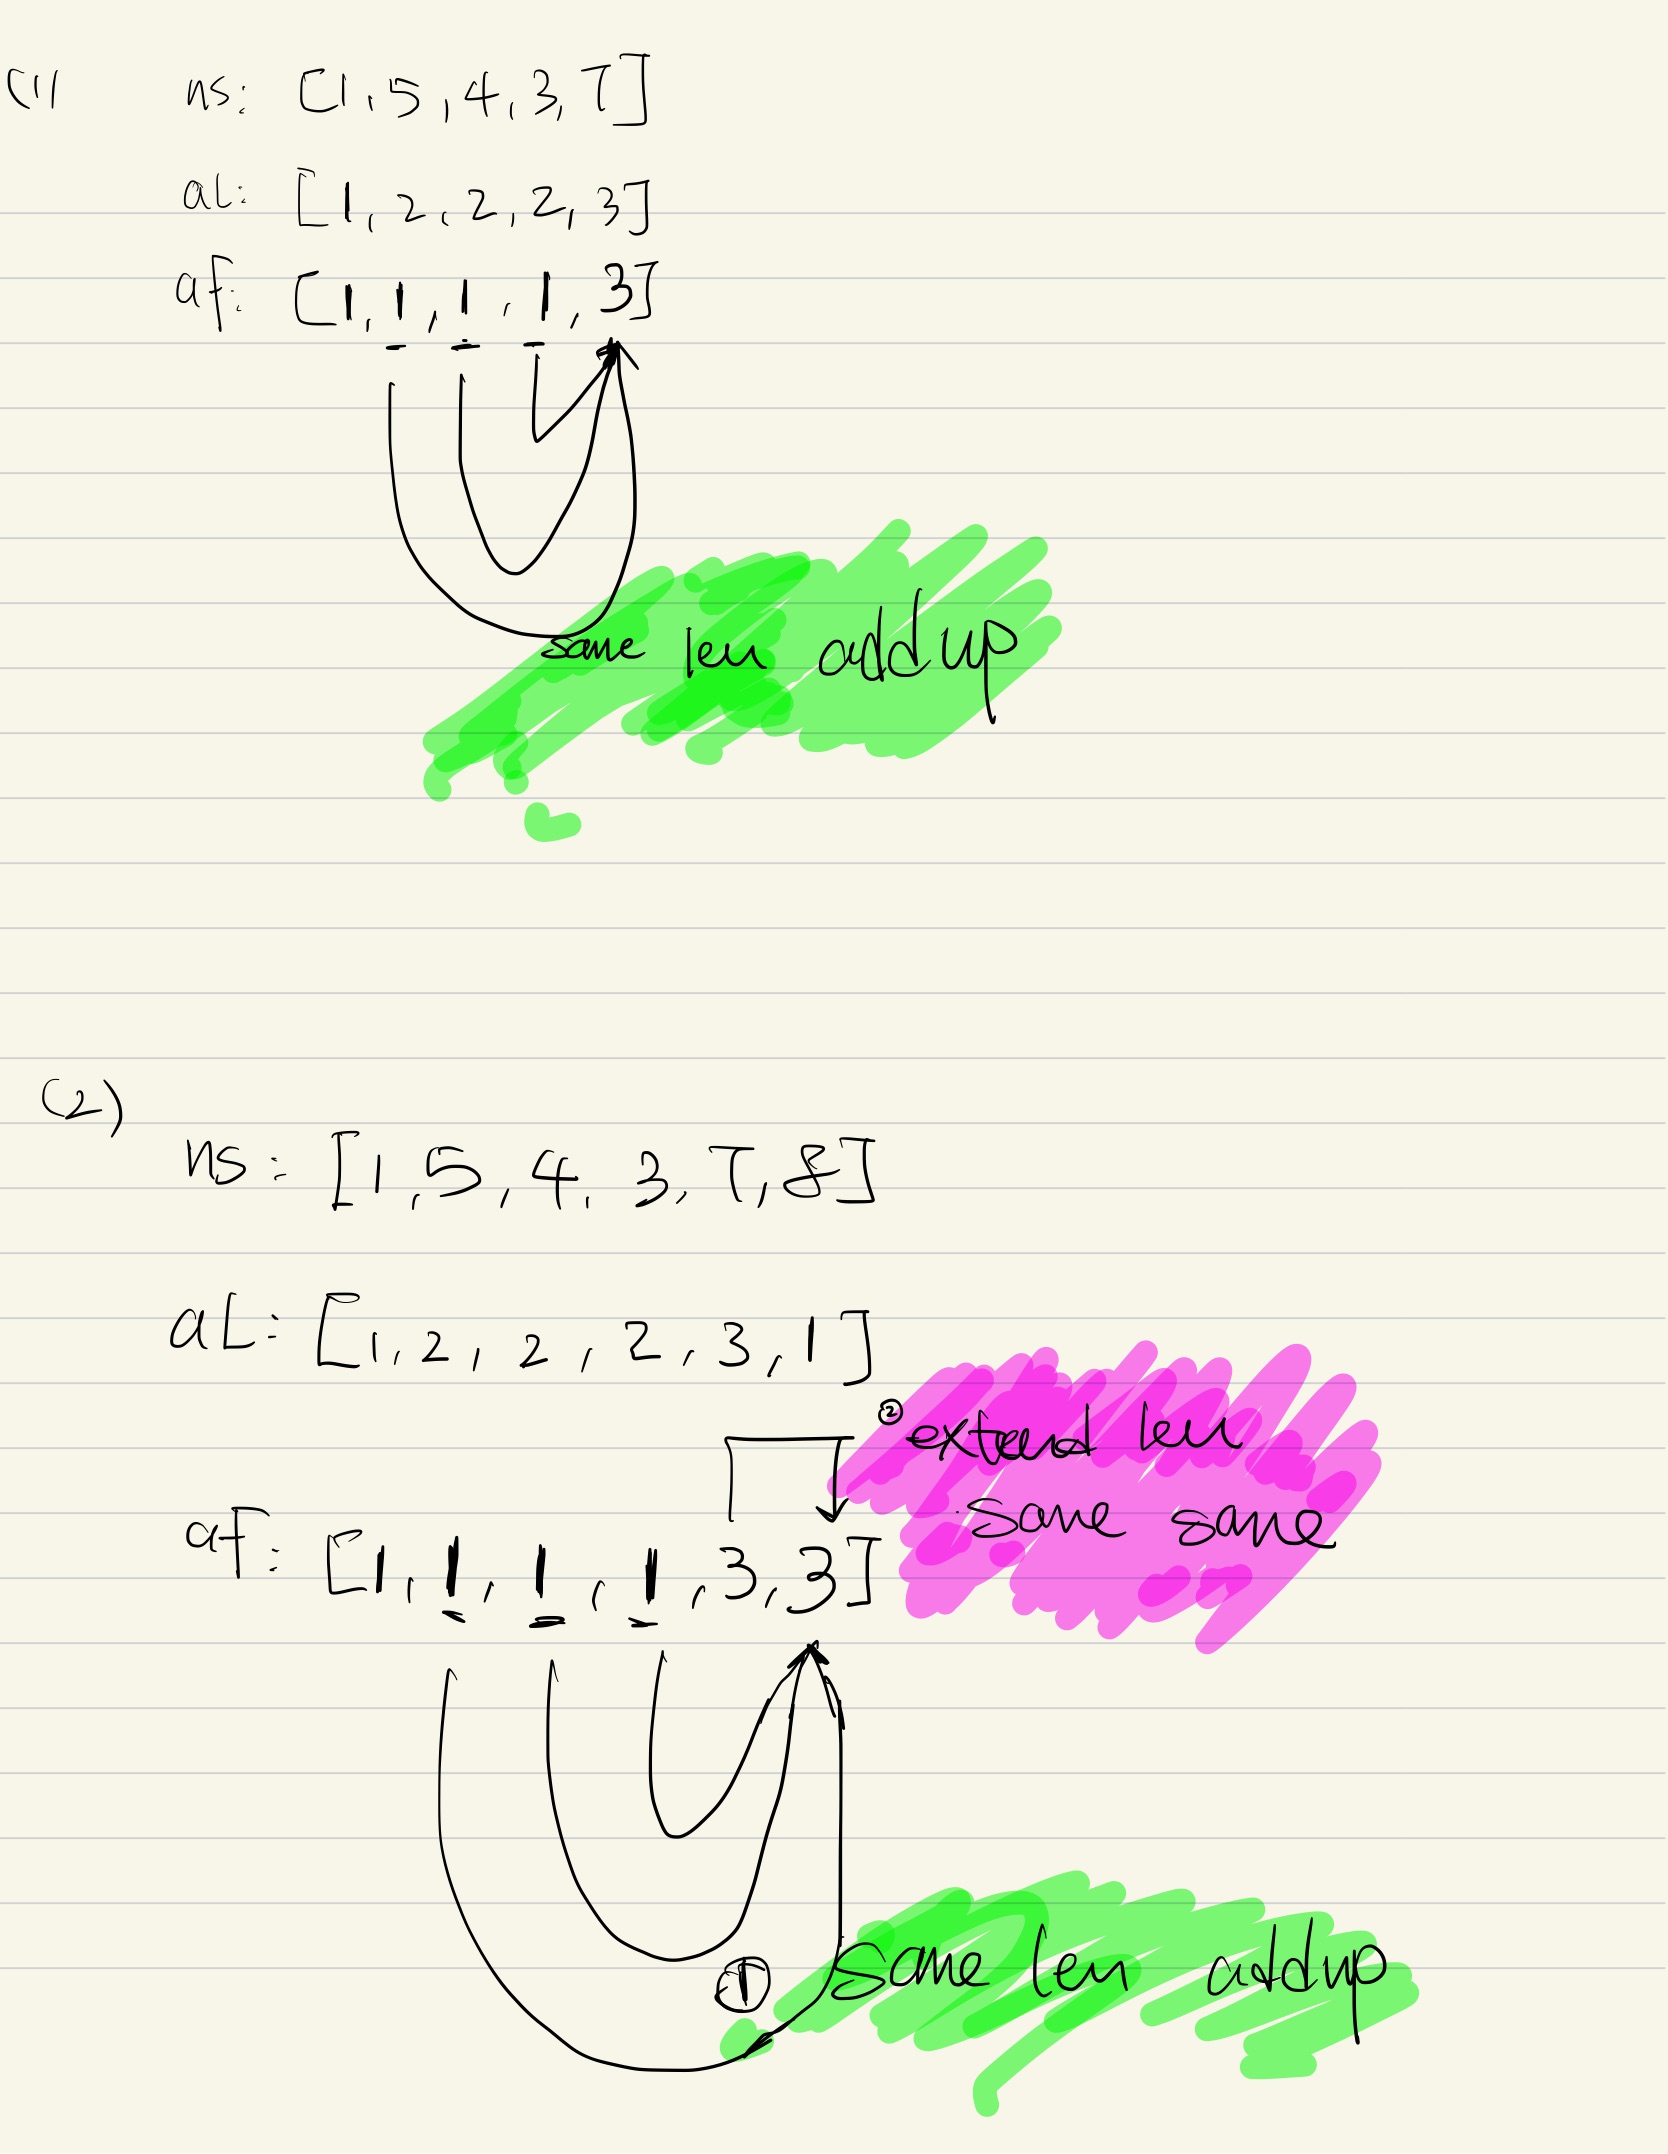 (1)
ns: [1,5,4,3,7]
aL: [1,2,2,2,3]
af: [1,1,1,1,3]
same len add up
(2)
ns: [1,5,4,3,7,8]
aL: [1,2,2,2,3,1]
② extend len
same same
af: [1,1,1,1,3,3]
① same len add up